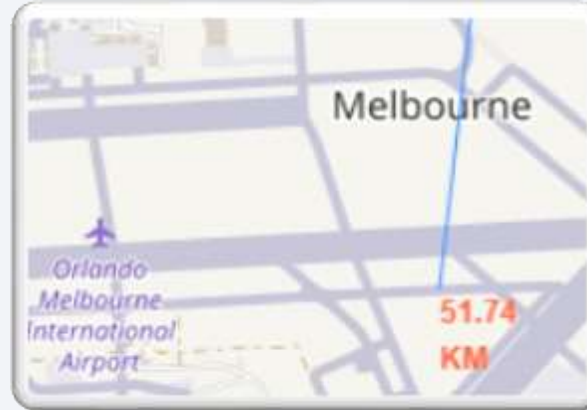 Melbourne
Orlando
Melbourne
International
Airport
51.74
KM